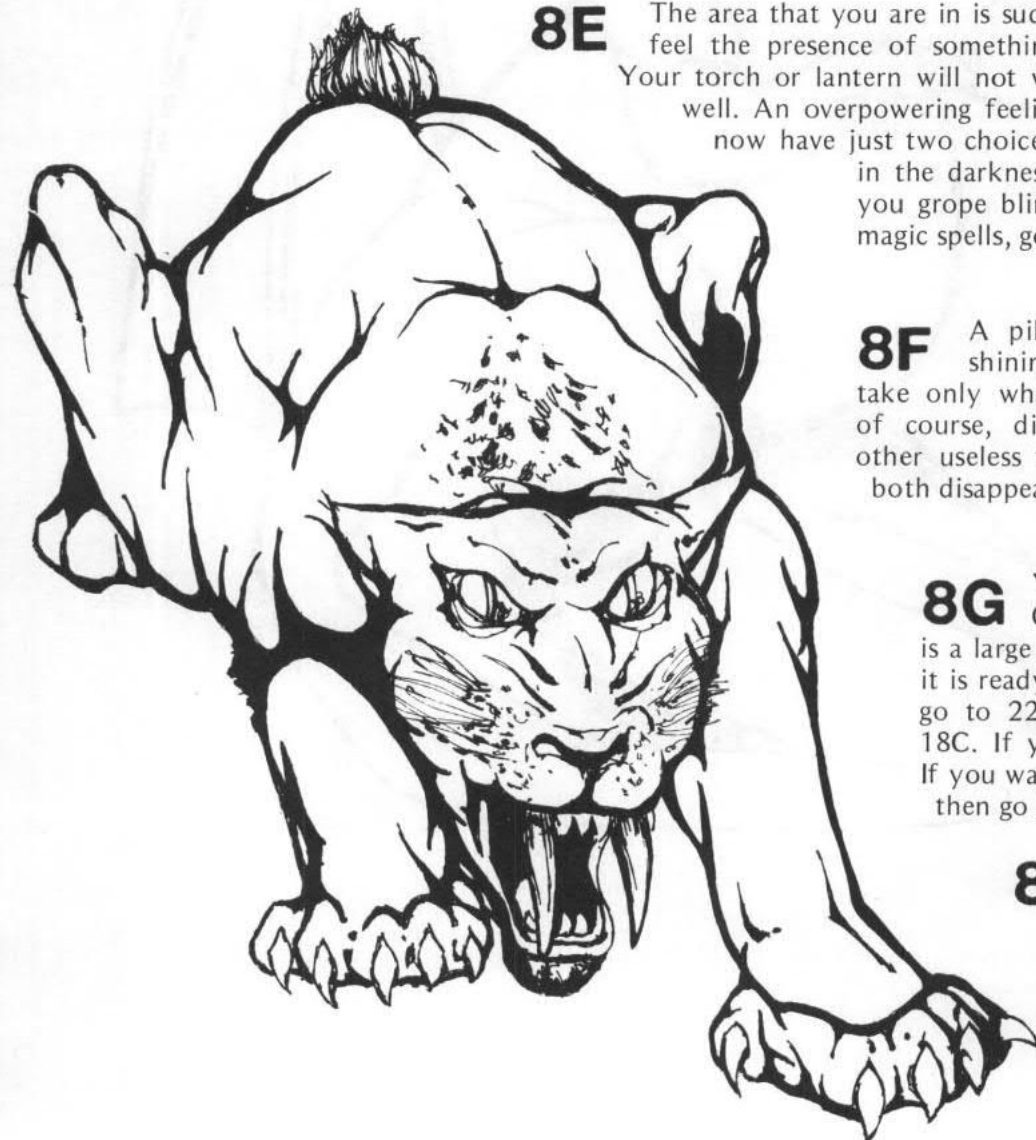 8E The area that you are in is suc
feel the presence of somethin
Your torch or lantern will not
well. An overpowering feeli
now have just two choice
in the darknes
you grope blin
magic spells, g
8F A pil
shinin
take only wh
of course, di
other useless
both disappea
8G
is a large
it is ready
go to 22
18C. If y
If you wa
then go
8